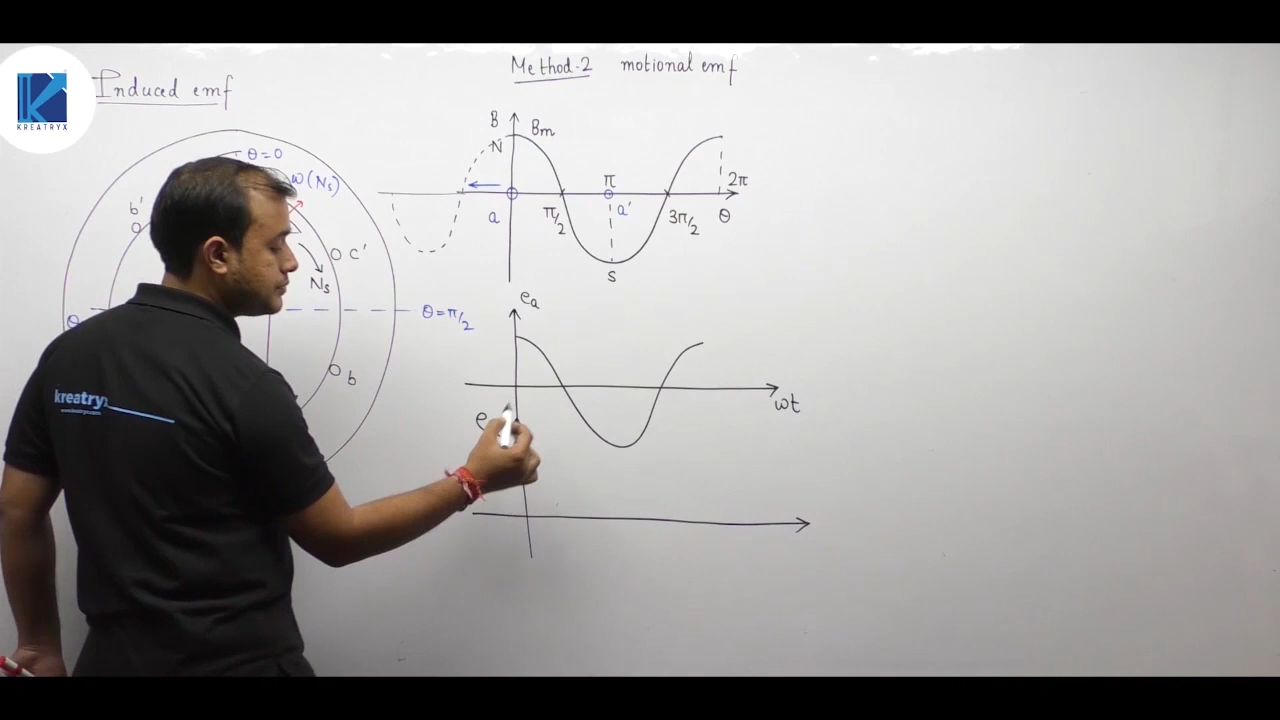 KREATRYX
Induced emf
Method-2 motional emf
θ=0
ω(Ns)
b'
c'
Ns
θ
θ=π/2
b
B
N
Bm
a
π/2
π
a'
3π/2
2π
θ
S
ea
ωt
e
kreatryx